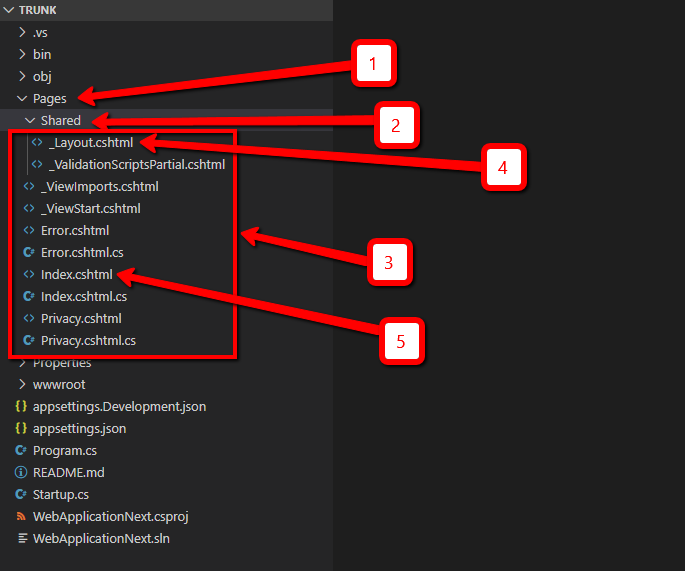 TRUNK
.vs
bin
obj
Pages
1
Shared
2
_Layout.cshtml
4
_ValidationScriptsPartial.cshtml
_ViewImports.cshtml
_ViewStart.cshtml
Error.cshtml
Error.cshtml.cs
3
Index.cshtml
Index.cshtml.cs
Privacy.cshtml
Privacy.cshtml.cs
5
Properties
wwwroot
{} appsettings.Development.json
{} appsettings.json
C# Program.cs
README.md
C# Startup.cs
WebApplicationNext.csproj
WebApplicationNext.sln